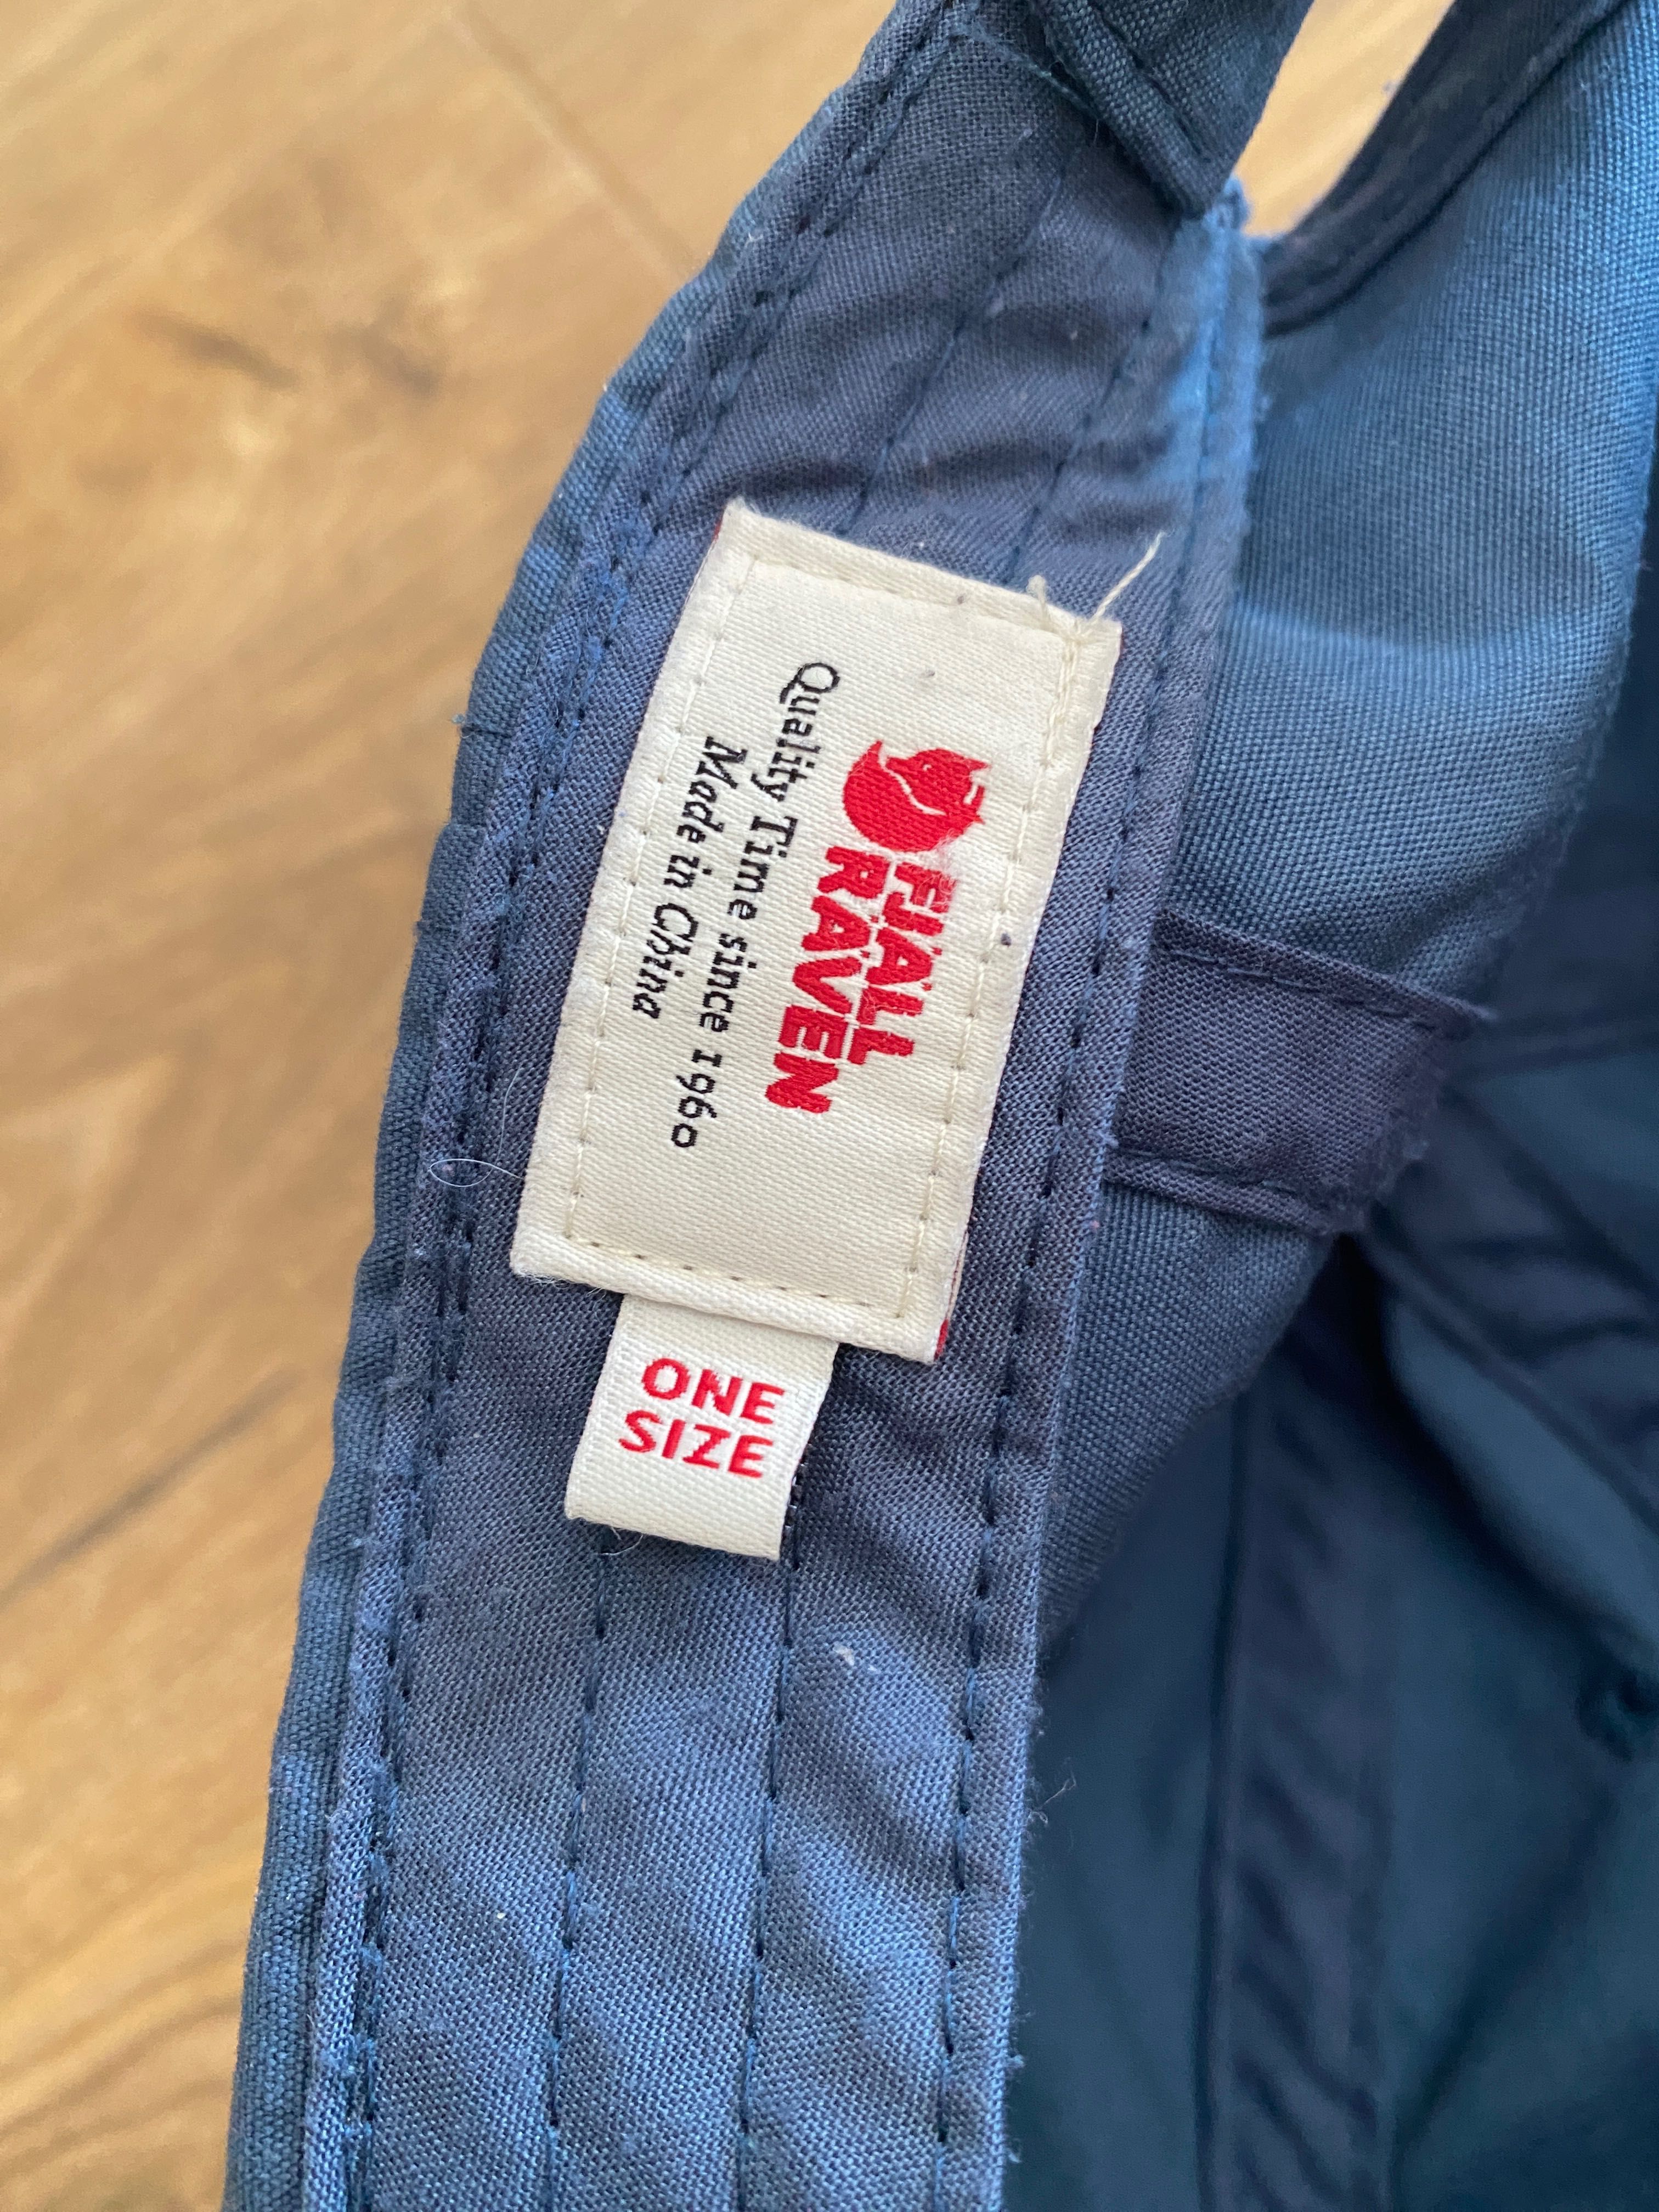 FJÄLL
RÄVEN
Quality Time since 1960
Made in China
ONE
SIZE